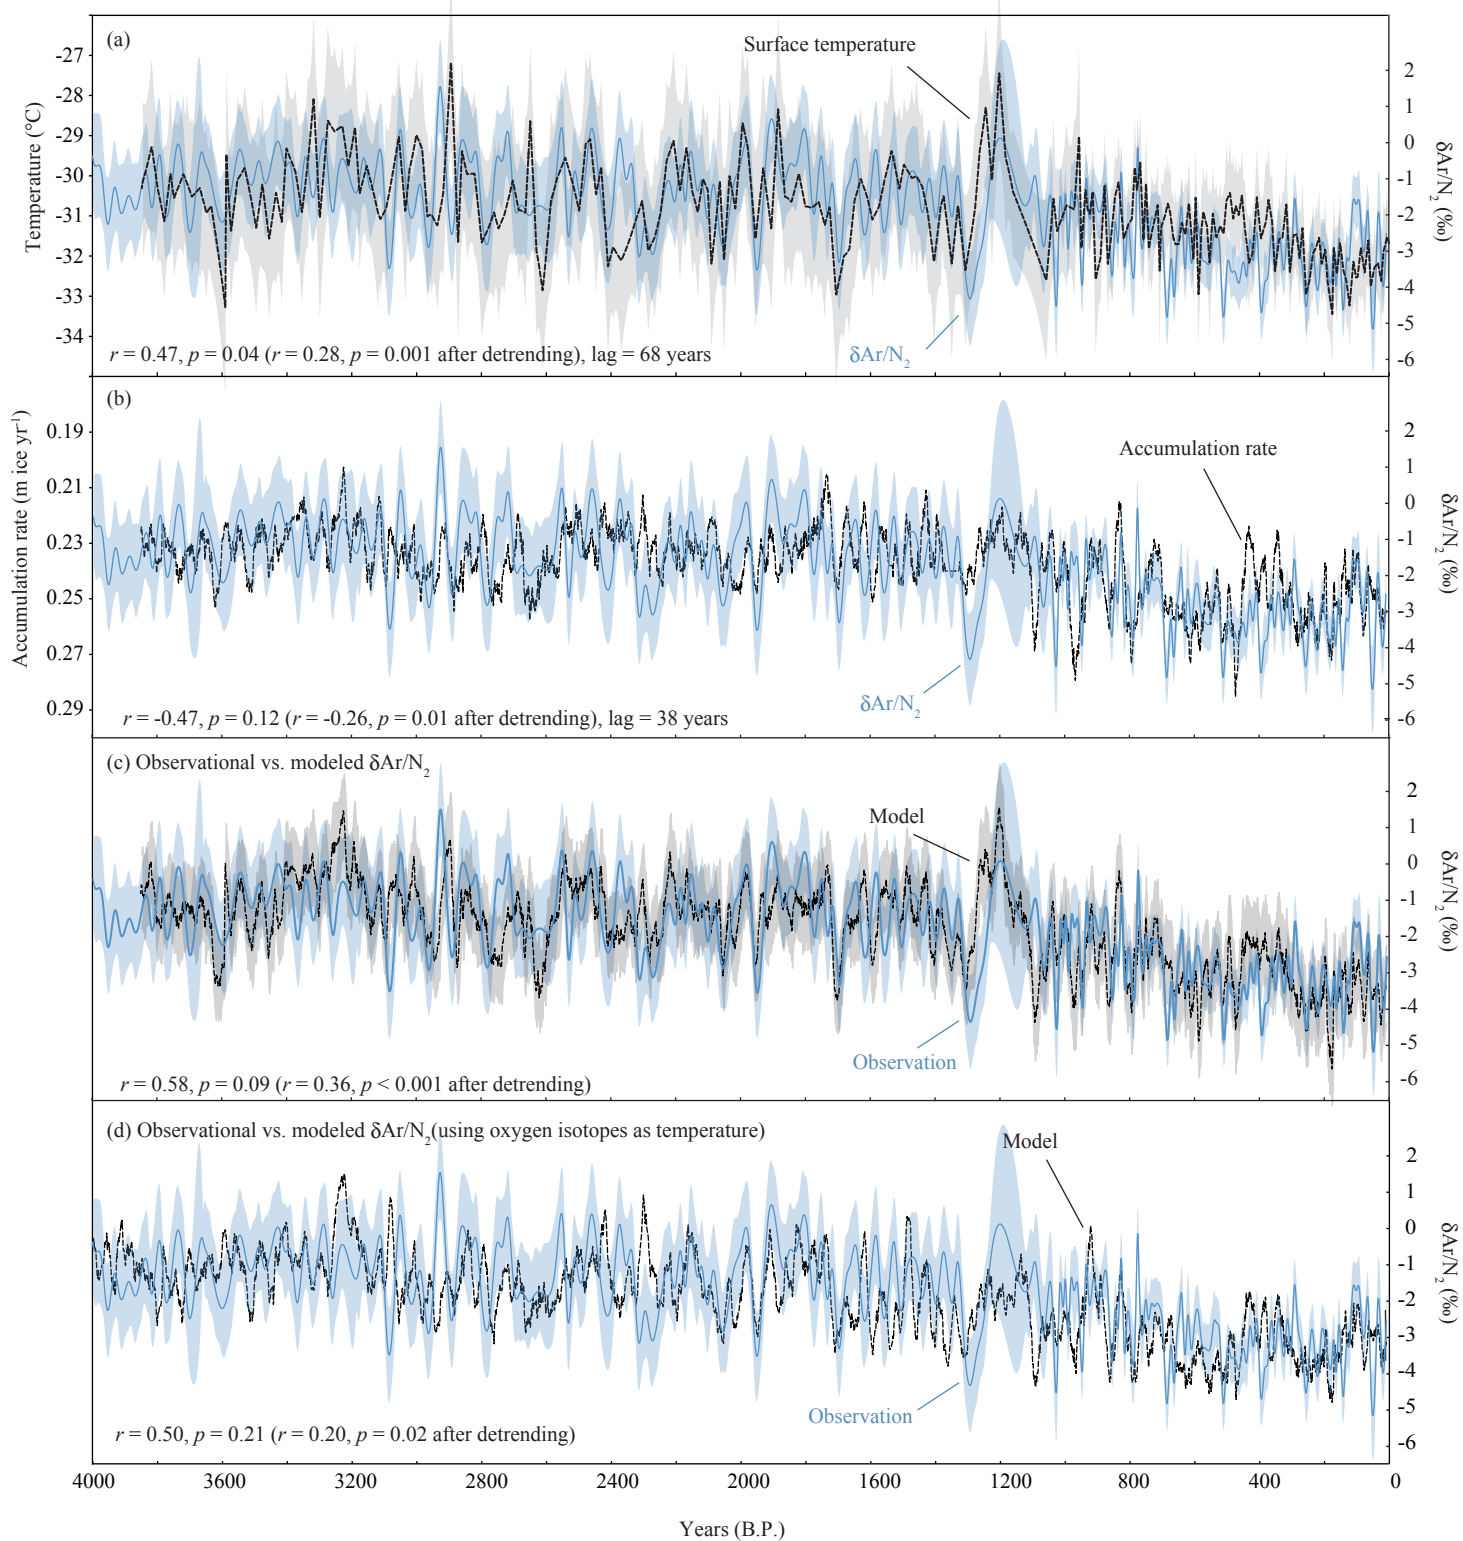 (a)
Surface temperature
-27
-28
-29
-30
-31
-32
-33
-34
Temperature (°C)
2
1
0
-1
-2
-3
-4
-5
-6
δAr/N2 (‰)
δAr/N2
r = 0.47, p = 0.04 (r = 0.28, p = 0.001 after detrending), lag = 68 years
(b)
Accumulation rate
0.19
0.21
0.23
0.25
0.27
0.29
Accumulation rate (m ice yr-1)
2
1
0
-1
-2
-3
-4
-5
-6
δAr/N2 (‰)
δAr/N2
r = -0.47, p = 0.12 (r = -0.26, p = 0.01 after detrending), lag = 38 years
(c) Observational vs. modeled δAr/N2
Model
2
1
0
-1
-2
-3
-4
-5
-6
δAr/N2 (‰)
Observation
r = 0.58, p = 0.09 (r = 0.36, p < 0.001 after detrending)
(d) Observational vs. modeled δAr/N2(using oxygen isotopes as temperature)
Model
2
1
0
-1
-2
-3
-4
-5
-6
δAr/N2 (‰)
Observation
r = 0.50, p = 0.21 (r = 0.20, p = 0.02 after detrending)
4000 3600 3200 2800 2400 2000 1600 1200 800 400 0
Years (B.P.)